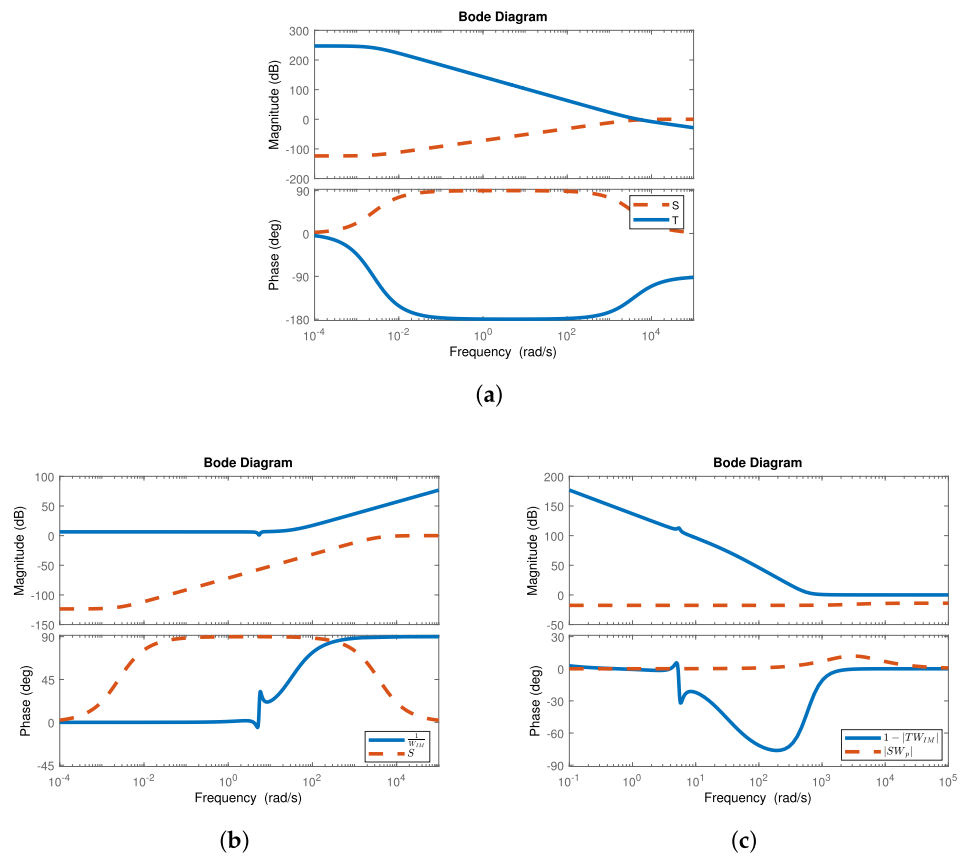 Bode Diagram
Magnitude (dB)
300
200
100
0
-100
-200
Phase (deg)
90
0
-90
-180
S
T
10^-4
10^-2
10^0
10^2
10^4
Frequency (rad/s)
(a)
Bode Diagram
Magnitude (dB)
100
50
0
-50
-100
-150
Phase (deg)
90
45
0
-45
1/W_IM
S
10^-4
10^-2
10^0
10^2
10^4
Frequency (rad/s)
(b)
Bode Diagram
Magnitude (dB)
200
150
100
50
0
-50
Phase (deg)
30
0
-30
-60
-90
1 − |TW_IM|
|SW_p|
10^-1
10^0
10^1
10^2
10^3
10^4
10^5
Frequency (rad/s)
(c)